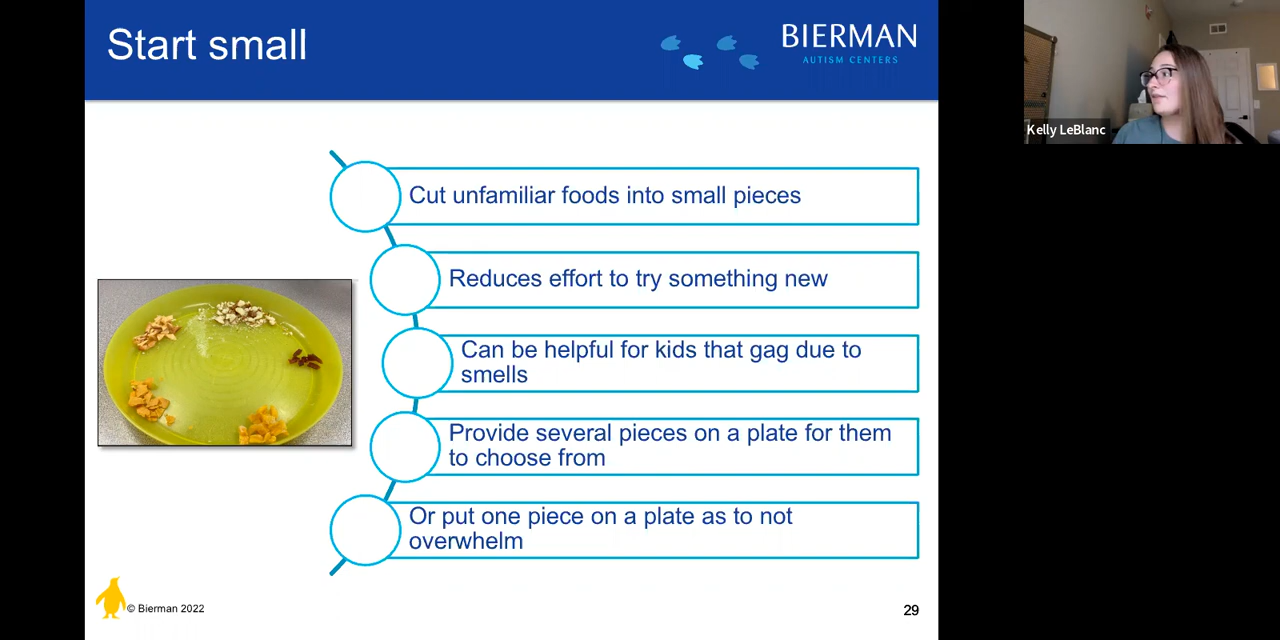 Start small
BIERMAN
AUTISM CENTERS
Kelly LeBlanc
Cut unfamiliar foods into small pieces
Reduces effort to try something new
Can be helpful for kids that gag due to
smells
Provide several pieces on a plate for them
to choose from
Or put one piece on a plate as to not
overwhelm
© Bierman 2022
29